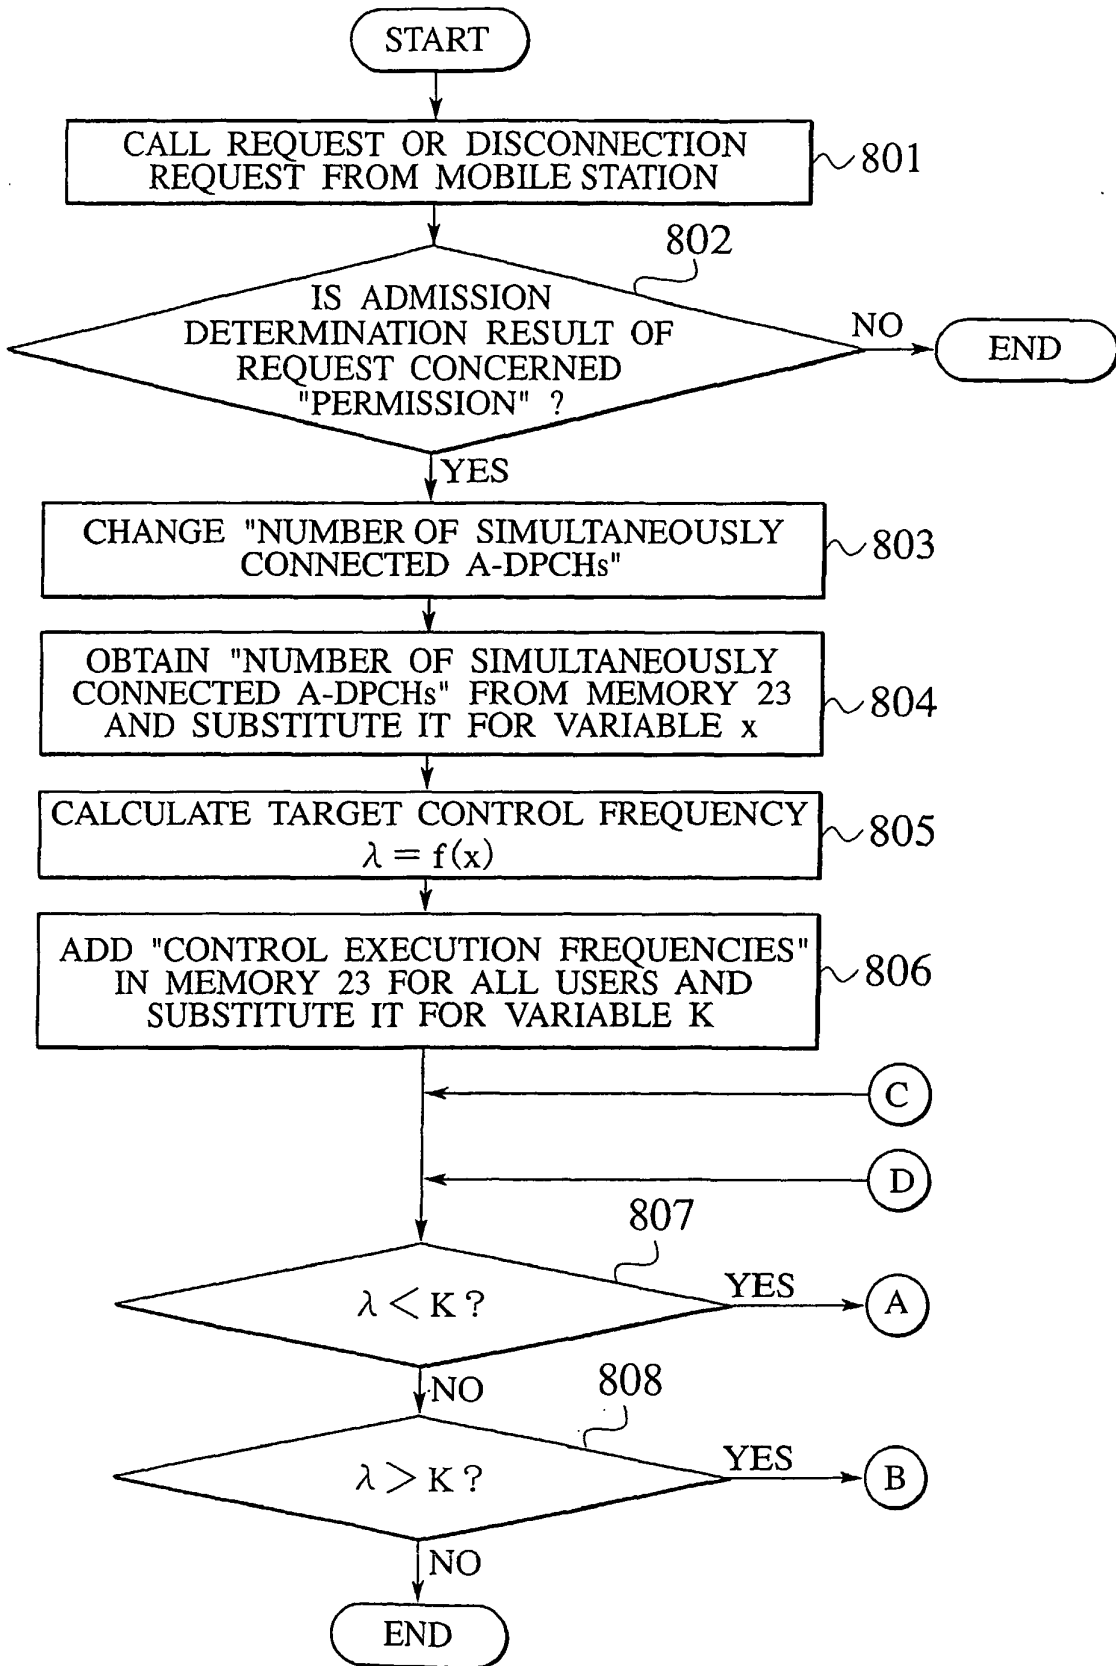 START
CALL REQUEST OR DISCONNECTION
REQUEST FROM MOBILE STATION
801
802
IS ADMISSION
DETERMINATION RESULT OF
REQUEST CONCERNED
"PERMISSION" ?
NO
END
YES
CHANGE "NUMBER OF SIMULTANEOUSLY
CONNECTED A-DPCHs"
803
OBTAIN "NUMBER OF SIMULTANEOUSLY
CONNECTED A-DPCHs" FROM MEMORY 23
AND SUBSTITUTE IT FOR VARIABLE x
804
CALCULATE TARGET CONTROL FREQUENCY
λ = f(x)
805
ADD "CONTROL EXECUTION FREQUENCIES"
IN MEMORY 23 FOR ALL USERS AND
SUBSTITUTE IT FOR VARIABLE K
806
C
D
807
λ < K ?
YES
A
NO
808
λ > K ?
YES
B
NO
END